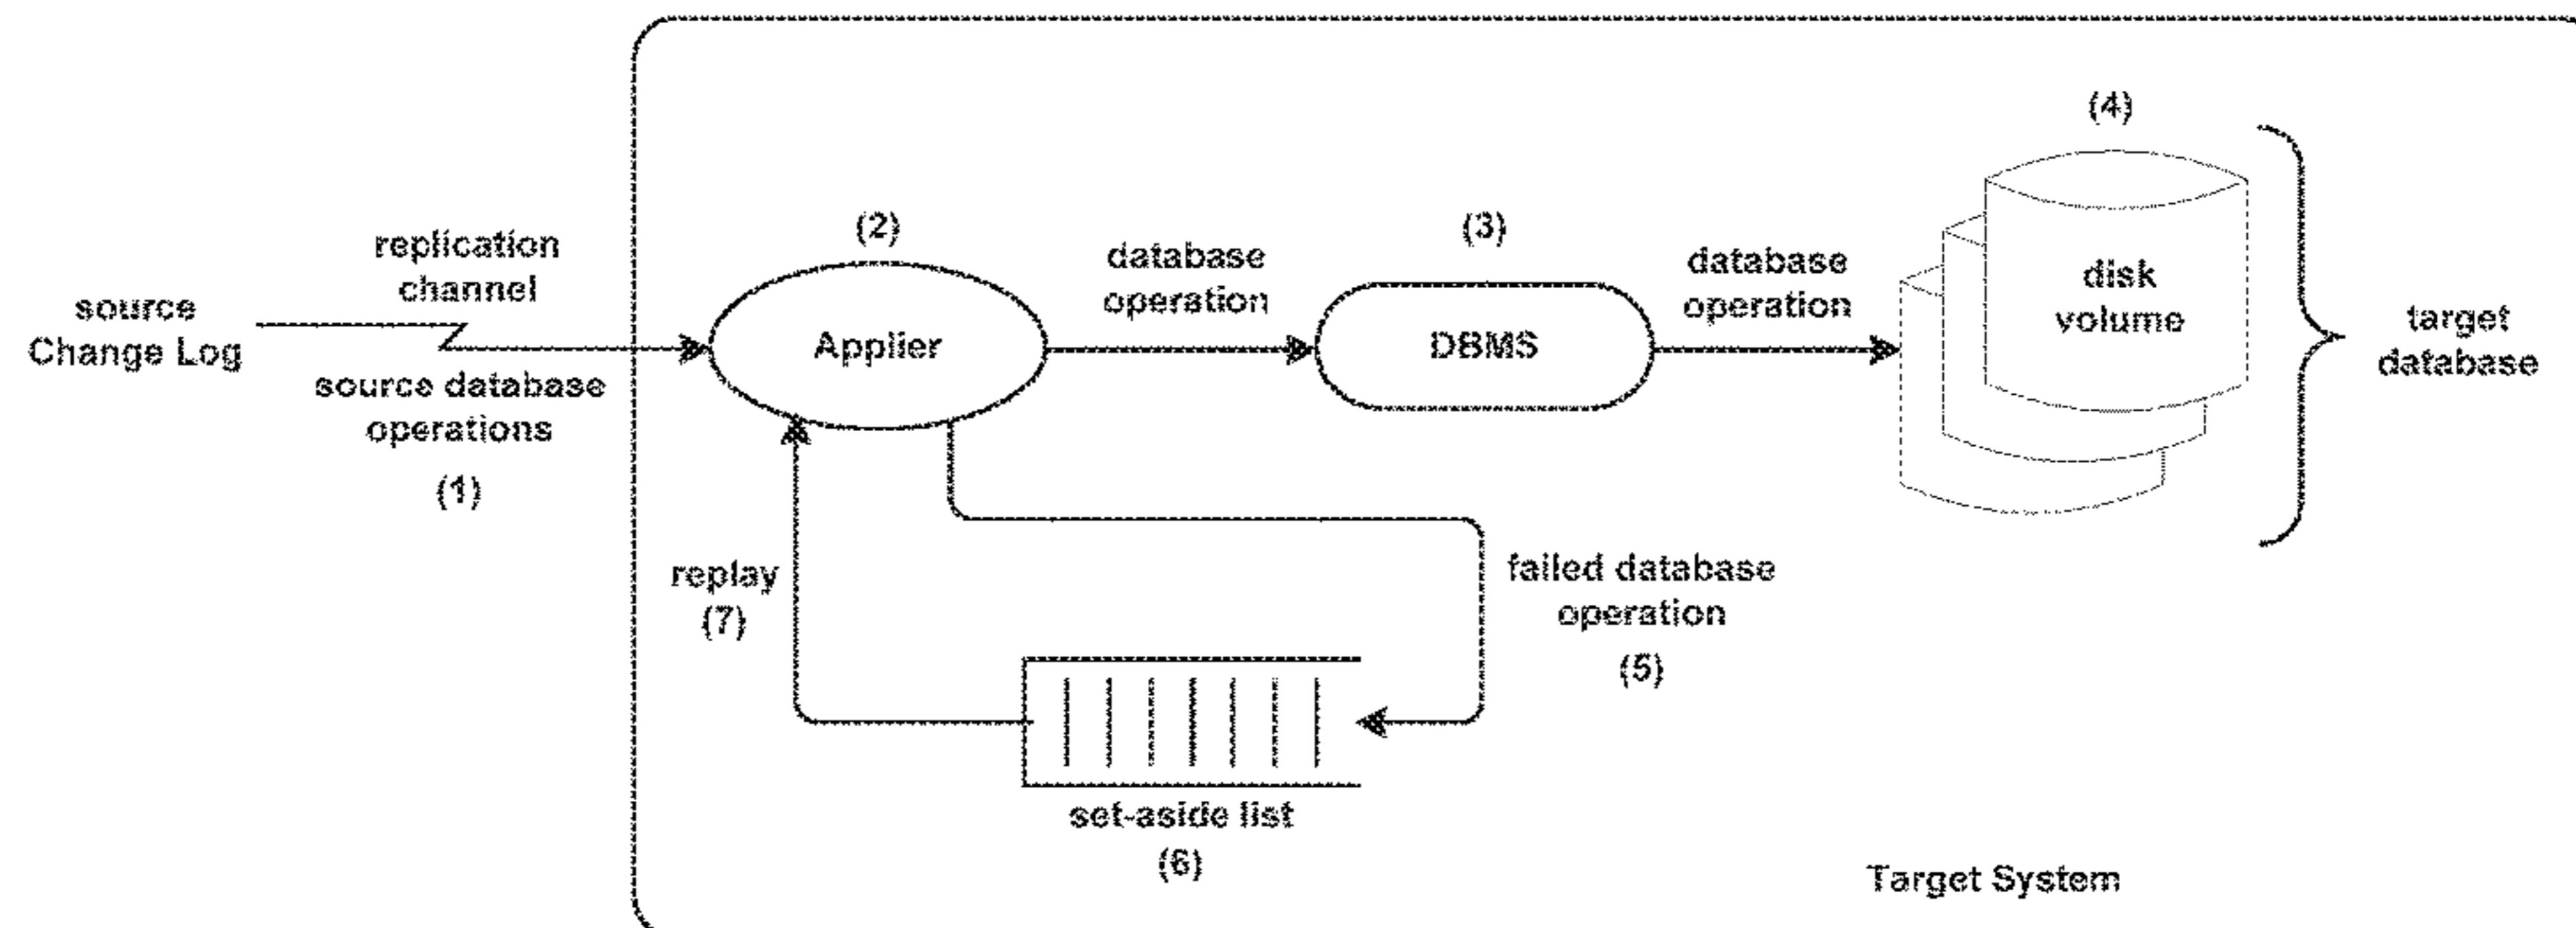 source
Change Log
replication
channel
source database
operations
(1)
(2)
Applier
database
operation
(3)
DBMS
database
operation
(4)
disk
volume
target
database
replay
(7)
failed database
operation
(5)
set-aside list
(6)
Target System